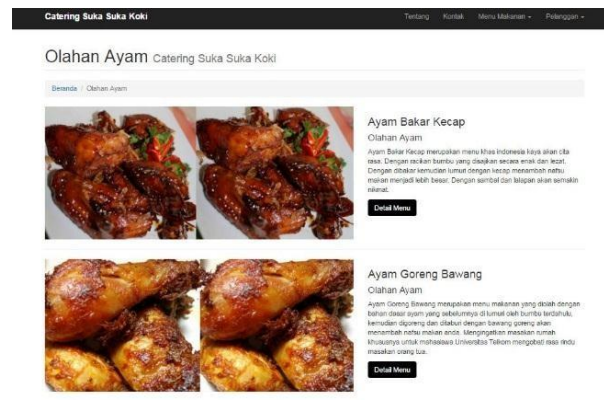 Catering Suka Suka Koki
Tentang Kontak Menu Makanan Pelanggan
Olahan Ayam Catering Suka Suka Koki
Beranda / Olahan Ayam
Ayam Bakar Kecap
Olahan Ayam
Ayam Bakar Kecap merupakan menu khas indonesia kaya akan cita
rasa. Dengan racikan bumbu yang disajikan secara enak dan lezat.
Dengan dibakar kemudian lumuri dengan kecap menambah nafsu
makan menjadi lebih besar. Dengan sambal dan lalapan akan semakin
nikmat.
Detail Menu
Ayam Goreng Bawang
Olahan Ayam
Ayam Goreng Bawang merupakan menu makanan yang diolah dengan
bahan dasar ayam yang sebelumnya di lumuri oleh bumbu terdahulu,
kemudian digoreng dan ditaburi dengan bawang goreng akan
menambah nafsu makan anda. Mengingatkan masakan rumah
khususnya untuk mahasiswa Universitas Telkom mengobati rasa rindu
masakan orang tua.
Detail Menu